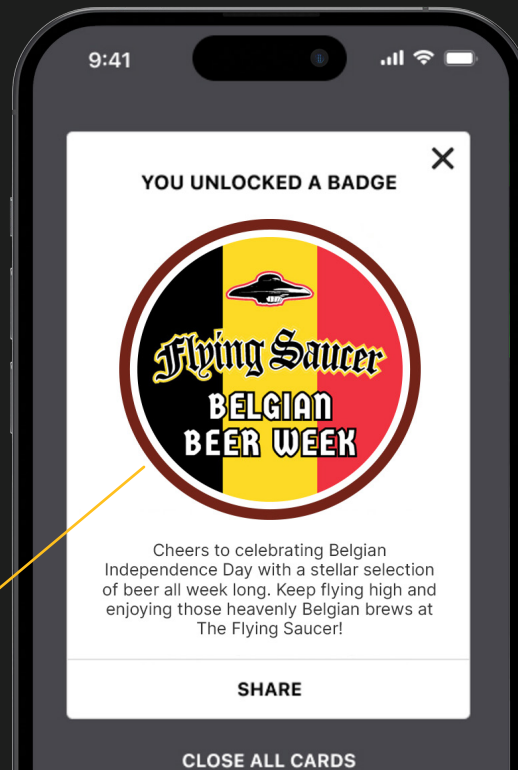 9:41
YOU UNLOCKED A BADGE
Flying Saucer
BELGIAN
BEER WEEK
Cheers to celebrating Belgian
Independence Day with a stellar selection
of beer all week long. Keep flying high and
enjoying those heavenly Belgian brews at
The Flying Saucer!
SHARE
CLOSE ALL CARDS